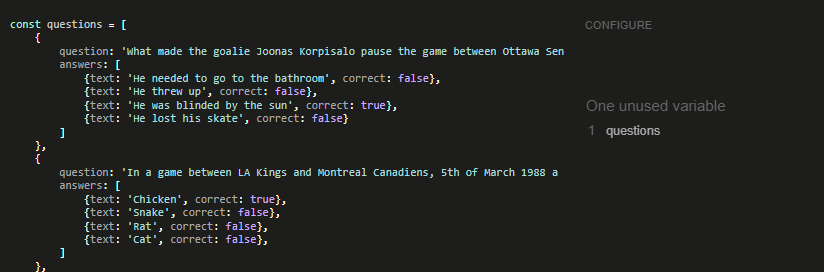 const questions = [
{
question: 'What made the goalie Joonas Korpisalo pause the game between Ottawa Sen
answers: [
{text: 'He needed to go to the bathroom', correct: false},
{text: 'He threw up', correct: false},
{text: 'He was blinded by the sun', correct: true},
{text: 'He lost his skate', correct: false}
]
},
{
question: 'In a game between LA Kings and Montreal Canadiens, 5th of March 1988 a
answers: [
{text: 'Chicken', correct: true},
{text: 'Snake', correct: false},
{text: 'Rat', correct: false},
{text: 'Cat', correct: false},
]
},
CONFIGURE
One unused variable
1 questions